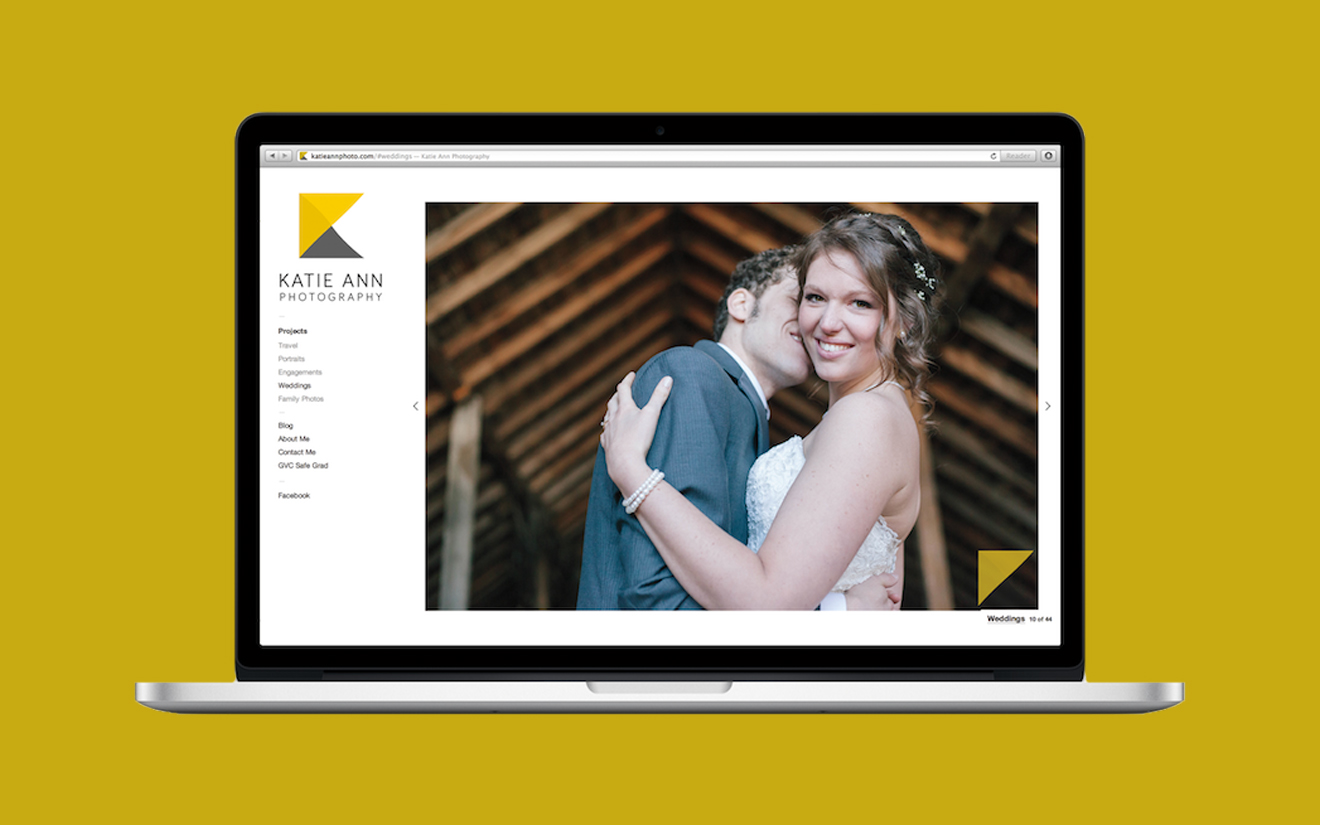 katieannphoto.com/#weddings — Katie Ann Photography
Reader
KATIE ANN
PHOTOGRAPHY
Projects
Travel
Portraits
Engagements
Weddings
Family Photos
Blog
About Me
Contact Me
GVC Safe Grad
Facebook
Weddings 10 of 44